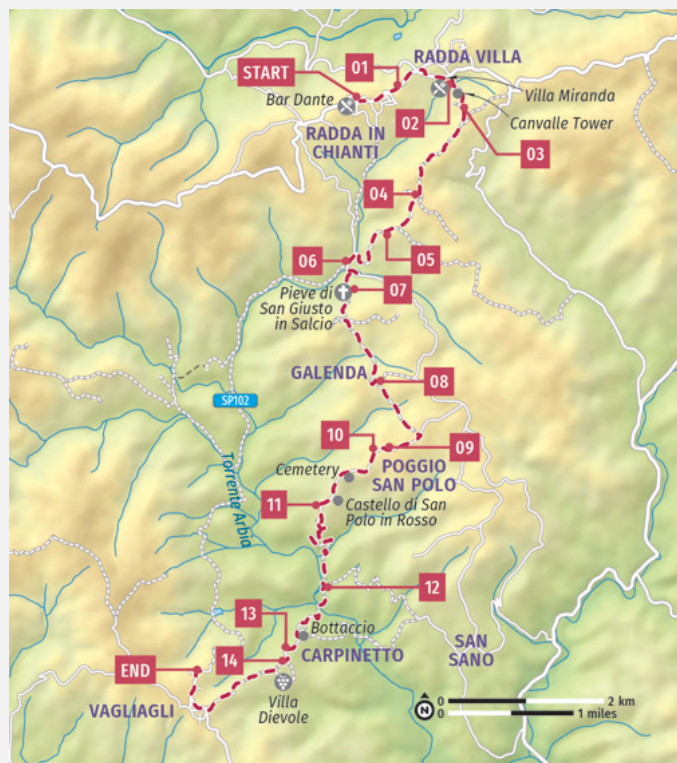 RADDA VILLA
START
01
Bar Dante
RADDA IN
CHIANTI
02
Villa Miranda
Canvalle Tower
03
04
05
06
07
Pieve di
San Giusto
in Salcio
GALENDA
08
SP102
10
09
POGGIO
SAN POLO
Cemetery
Castello di San
Polo in Rosso
11
Torrente Arbia
12
13
Bottaccio
14
CARPINETTO
SAN
SANO
END
VAGLIAGLI
Villa
Dievole
N
0 2 km
0 1 miles